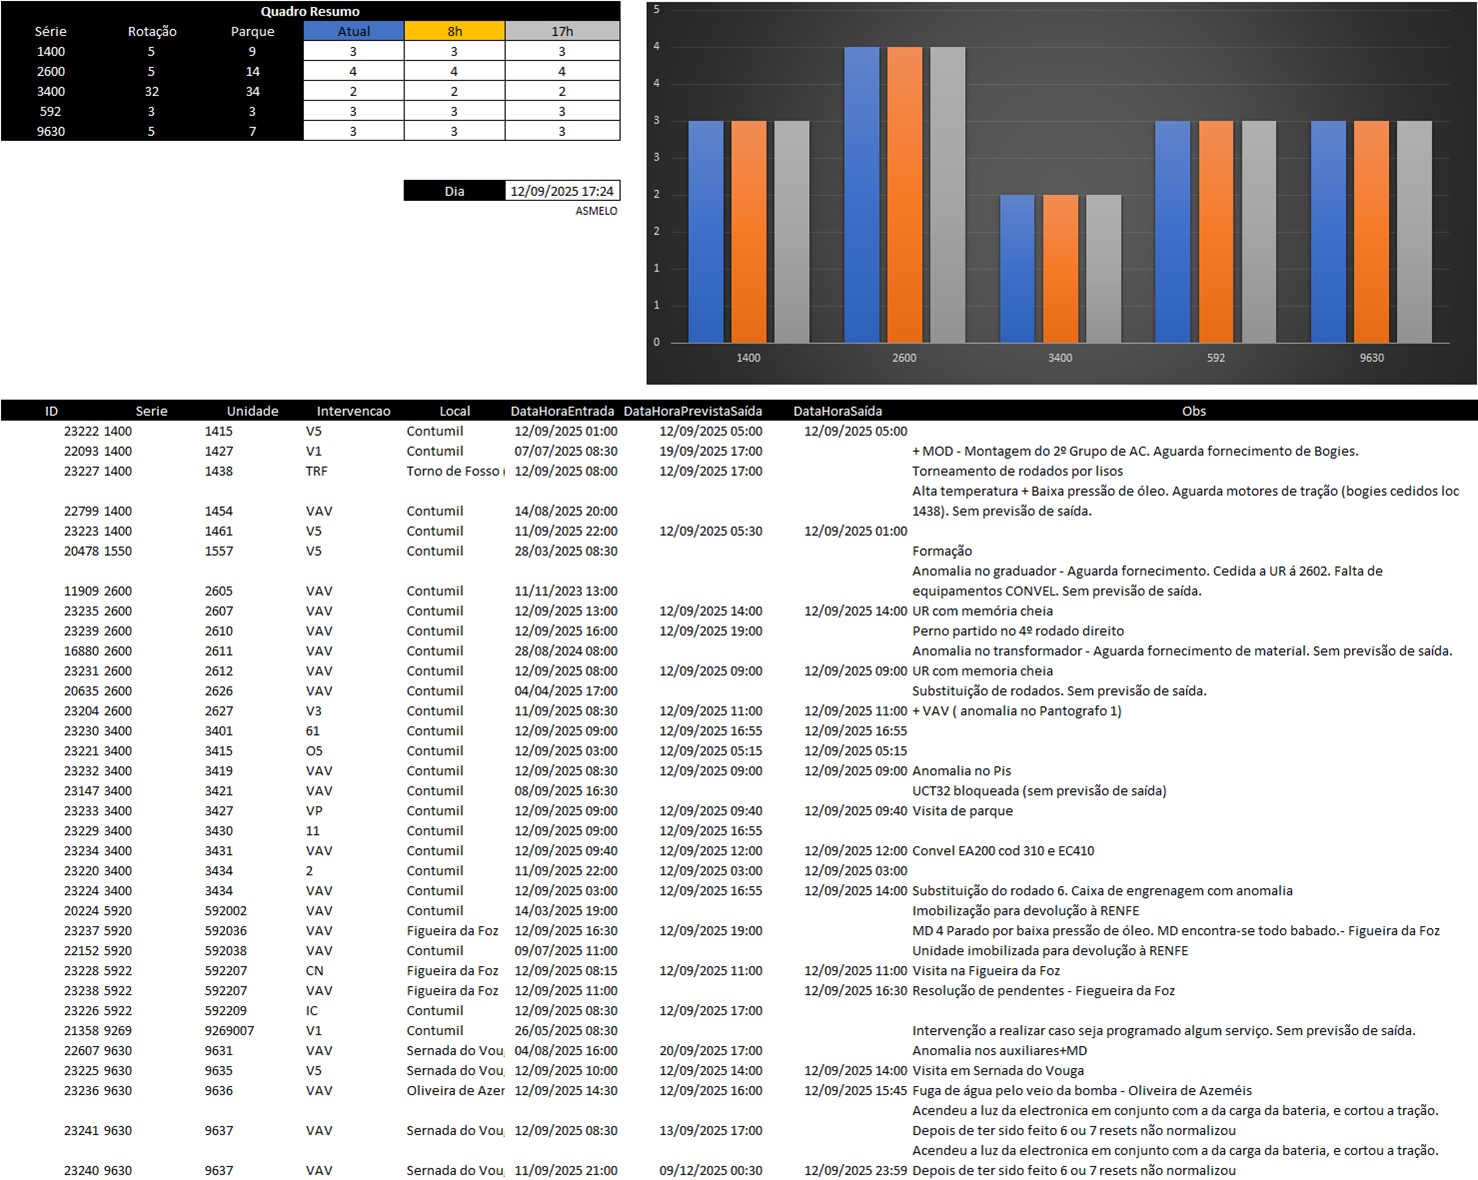 Quadro Resumo
Série Rotação Parque Atual 8h 17h
1400 5 9 3 3 3
2600 5 14 4 4 4
3400 32 34 2 2 2
592 3 3 3 3 3
9630 5 7 3 3 3
Dia 12/09/2025 17:24
ASMELO
5
4
4
3
3
2
2
1
1
0
1400 2600 3400 592 9630
ID Serie Unidade Intervencao Local DataHoraEntrada DataHoraPrevistaSaída DataHoraSaída Obs
23222 1400 1415 V5 Contumil 12/09/2025 01:00 12/09/2025 05:00 12/09/2025 05:00
22093 1400 1427 V1 Contumil 07/07/2025 08:30 19/09/2025 17:00 + MOD - Montagem do 2º Grupo de AC. Aguarda fornecimento de Bogies.
23227 1400 1438 TRF Torno de Fosso ( 12/09/2025 08:00 12/09/2025 17:00 Torneamento de rodados por lisos
Alta temperatura + Baixa pressão de óleo. Aguarda motores de tração (bogies cedidos loc
22799 1400 1454 VAV Contumil 14/08/2025 20:00 1438). Sem previsão de saída.
23223 1400 1461 V5 Contumil 11/09/2025 22:00 12/09/2025 05:30 12/09/2025 01:00
20478 1550 1557 V5 Contumil 28/03/2025 08:30 Formação
Anomalia no graduador - Aguarda fornecimento. Cedida a UR á 2602. Falta de
11909 2600 2605 VAV Contumil 11/11/2023 13:00 equipamentos CONVEL. Sem previsão de saída.
23235 2600 2607 VAV Contumil 12/09/2025 13:00 12/09/2025 14:00 12/09/2025 14:00 UR com memória cheia
23239 2600 2610 VAV Contumil 12/09/2025 16:00 12/09/2025 19:00 Perno partido no 4º rodado direito
16880 2600 2611 VAV Contumil 28/08/2024 08:00 Anomalia no transformador - Aguarda fornecimento de material. Sem previsão de saída.
23231 2600 2612 VAV Contumil 12/09/2025 08:00 12/09/2025 09:00 12/09/2025 09:00 UR com memoria cheia
20635 2600 2626 VAV Contumil 04/04/2025 17:00 Substituição de rodados. Sem previsão de saída.
23204 2600 2627 V3 Contumil 11/09/2025 08:30 12/09/2025 11:00 12/09/2025 11:00 + VAV ( anomalia no Pantografo 1)
23230 3400 3401 61 Contumil 12/09/2025 09:00 12/09/2025 16:55 12/09/2025 16:55
23221 3400 3415 O5 Contumil 12/09/2025 03:00 12/09/2025 05:15 12/09/2025 05:15
23232 3400 3419 VAV Contumil 12/09/2025 08:30 12/09/2025 09:00 12/09/2025 09:00 Anomalia no Pis
23147 3400 3421 VAV Contumil 08/09/2025 16:30 UCT32 bloqueada (sem previsão de saída)
23233 3400 3427 VP Contumil 12/09/2025 09:00 12/09/2025 09:40 12/09/2025 09:40 Visita de parque
23229 3400 3430 11 Contumil 12/09/2025 09:00 12/09/2025 16:55
23234 3400 3431 VAV Contumil 12/09/2025 09:40 12/09/2025 12:00 12/09/2025 12:00 Convel EA200 cod 310 e EC410
23220 3400 3434 2 Contumil 11/09/2025 22:00 12/09/2025 03:00 12/09/2025 03:00
23224 3400 3434 VAV Contumil 12/09/2025 03:00 12/09/2025 16:55 12/09/2025 14:00 Substituição do rodado 6. Caixa de engrenagem com anomalia
20224 5920 592002 VAV Contumil 14/03/2025 19:00 Imobilização para devolução à RENFE
23237 5920 592036 VAV Figueira da Foz 12/09/2025 16:30 12/09/2025 19:00 MD 4 Parado por baixa pressão de óleo. MD encontra-se todo babado.- Figueira da Foz
22152 5920 592038 VAV Contumil 09/07/2025 11:00 Unidade imobilizada para devolução à RENFE
23228 5922 592207 CN Figueira da Foz 12/09/2025 08:15 12/09/2025 11:00 12/09/2025 11:00 Visita na Figueira da Foz
23238 5922 592207 VAV Figueira da Foz 12/09/2025 11:00 12/09/2025 16:30 Resolução de pendentes - Fiegueira da Foz
23226 5922 592209 IC Contumil 12/09/2025 08:30 12/09/2025 17:00
21358 9269 9269007 V1 Contumil 26/05/2025 08:30 Intervenção a realizar caso seja programado algum serviço. Sem previsão de saída.
22607 9630 9631 VAV Sernada do Vou 04/08/2025 16:00 20/09/2025 17:00 Anomalia nos auxiliares+MD
23225 9630 9635 V5 Sernada do Vou 12/09/2025 10:00 12/09/2025 14:00 12/09/2025 14:00 Visita em Sernada do Vouga
23236 9630 9636 VAV Oliveira de Azer 12/09/2025 14:30 12/09/2025 16:00 12/09/2025 15:45 Fuga de água pelo veio da bomba - Oliveira de Azeméis
Acendeu a luz da electronica em conjunto com a da carga da bateria, e cortou a tração.
23241 9630 9637 VAV Sernada do Vou 12/09/2025 08:30 13/09/2025 17:00 Depois de ter sido feito 6 ou 7 resets não normalizou
Acendeu a luz da electronica em conjunto com a da carga da bateria, e cortou a tração.
23240 9630 9637 VAV Sernada do Vou 11/09/2025 21:00 09/12/2025 00:30 12/09/2025 23:59 Depois de ter sido feito 6 ou 7 resets não normalizou